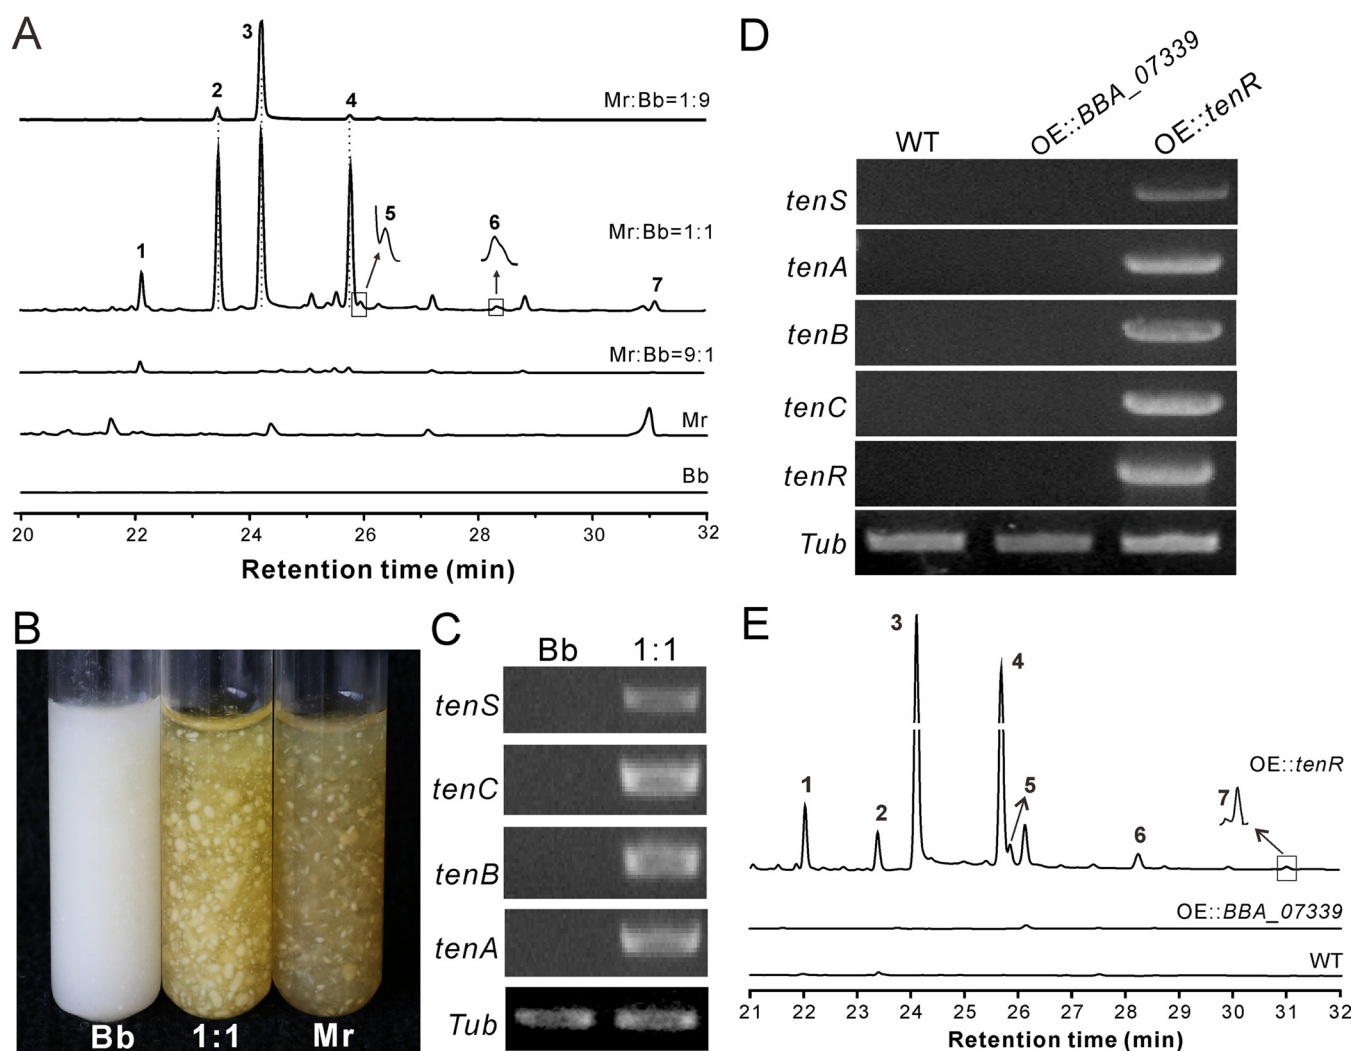 A
3
2
4
Mr:Bb=1:9
1
5
6
7
Mr:Bb=1:1
Mr:Bb=9:1
Mr
Bb
20 22 24 26 28 30 32
Retention time (min)
B
Bb 1:1 Mr
C
Bb 1:1
tenS
tenC
tenB
tenA
Tub
D
WT OE::BBA_07339 OE::tenR
tenS
tenA
tenB
tenC
tenR
Tub
E
3
4
1
2
5
6
7
OE::tenR
OE::BBA_07339
WT
21 22 23 24 25 26 27 28 29 30 31 32
Retention time (min)